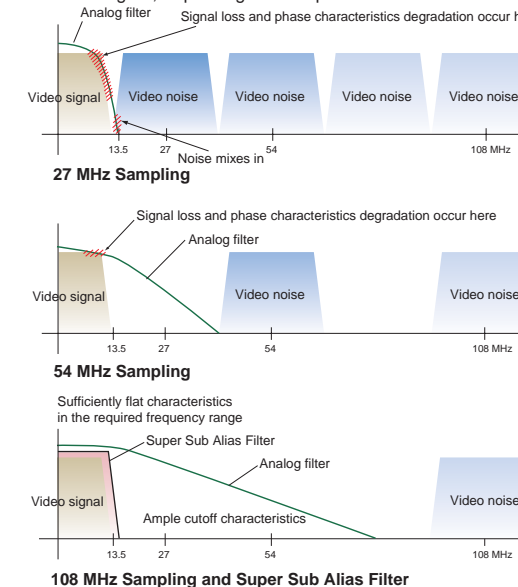 Analog filter
Signal loss and phase characteristics degradation occur h
Video signal Video noise Video noise Video noise Video noise
13.5 27 54 108 MHz
Noise mixes in
27 MHz Sampling
Signal loss and phase characteristics degradation occur here
Analog filter
Video signal Video noise Video noise
13.5 27 54 108 MHz
54 MHz Sampling
Sufficiently flat characteristics
in the required frequency range
Super Sub Alias Filter
Analog filter
Video signal Video noise
Ample cutoff characteristics
13.5 27 54 108 MHz
108 MHz Sampling and Super Sub Alias Filter